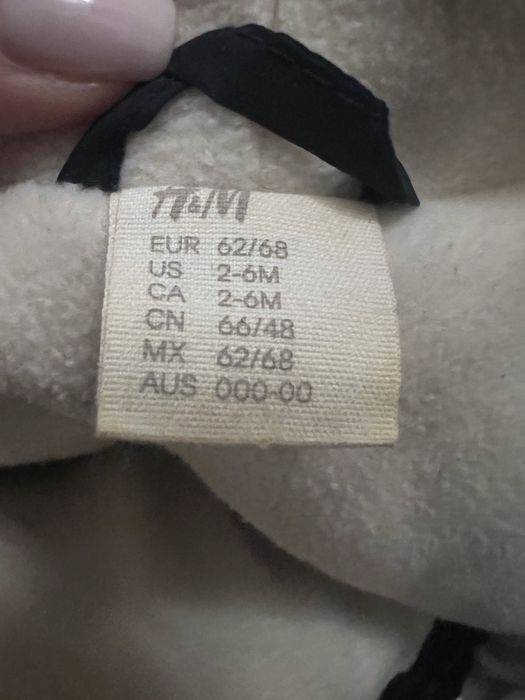 H&M
EUR 62/68
US 2-6M
CA 2-6M
CN 66/48
MX 62/68
AUS 000-00